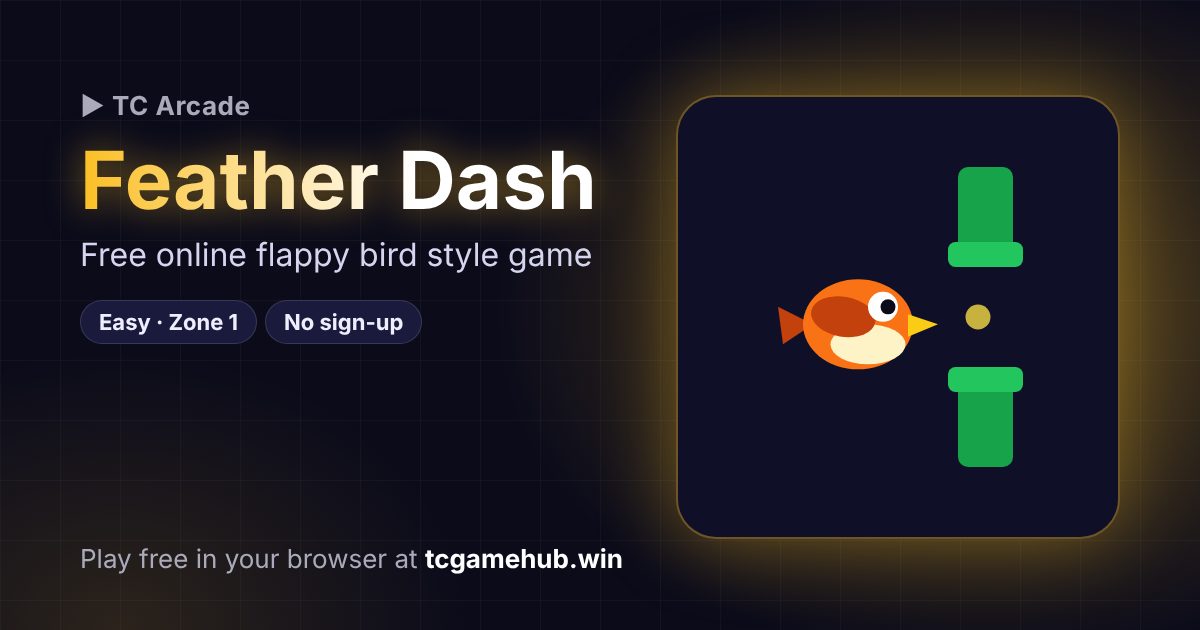 ▶ TC Arcade
Feather Dash
Free online flappy bird style game
Easy · Zone 1 No sign-up
Play free in your browser at tcgamehub.win